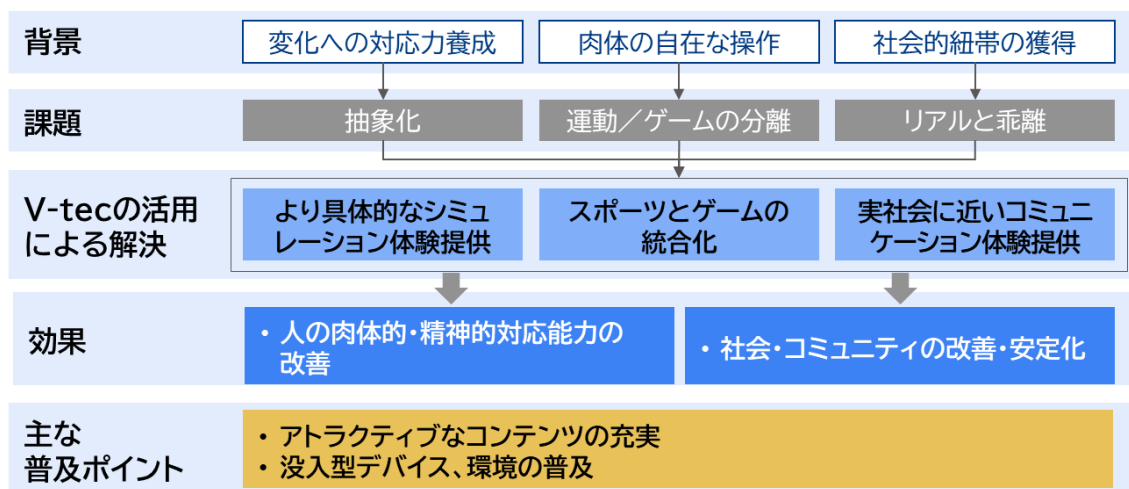 背景
変化への対応力養成
肉体の自在な操作
社会的紐帯の獲得
課題
抽象化
運動／ゲームの分離
リアルと乖離
V-tecの活用
による解決
より具体的なシミュ
レーション体験提供
スポーツとゲームの
統合化
実社会に近いコミュニ
ケーション体験提供
効果
・ 人の肉体的・精神的対応能力の
改善
・ 社会・コミュニティの改善・安定化
主な
普及ポイント
・ アトラクティブなコンテンツの充実
・ 没入型デバイス、環境の普及